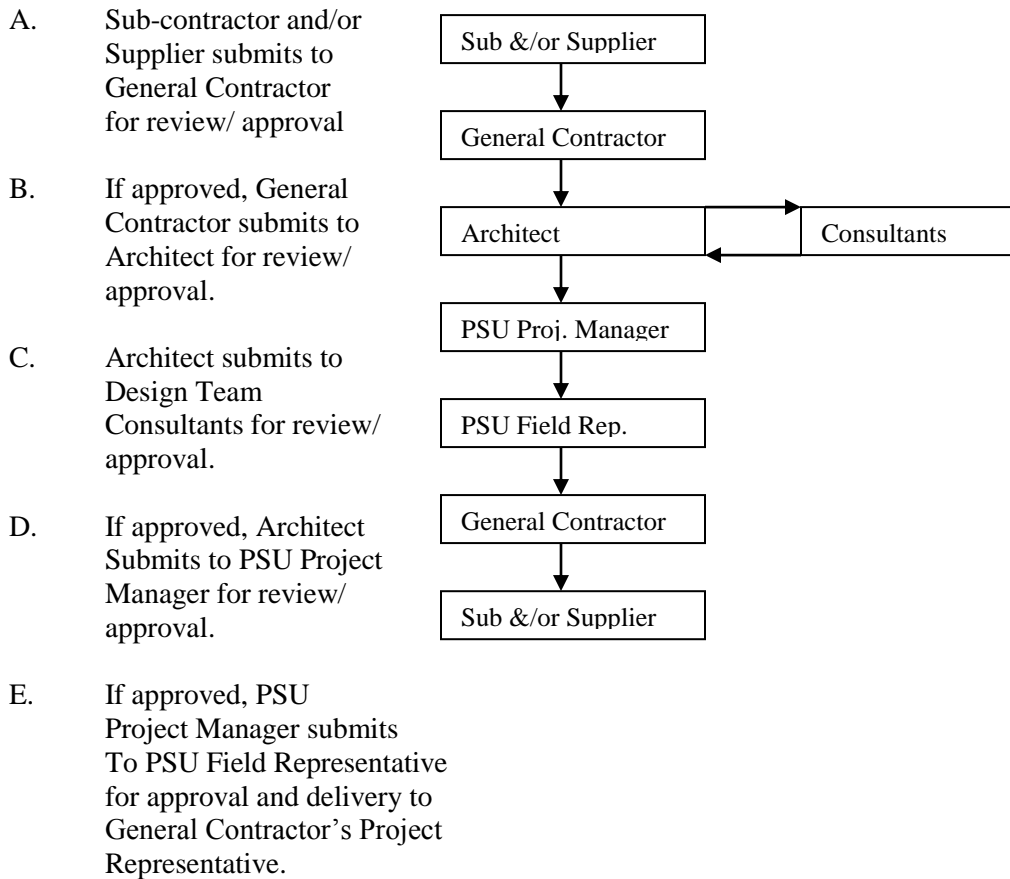 A. Sub-contractor and/or
Supplier submits to
General Contractor
for review/ approval
B. If approved, General
Contractor submits to
Architect for review/
approval.
C. Architect submits to
Design Team
Consultants for review/
approval.
D. If approved, Architect
Submits to PSU Project
Manager for review/
approval.
E. If approved, PSU
Project Manager submits
To PSU Field Representative
for approval and delivery to
General Contractor’s Project
Representative.
Sub &/or Supplier
General Contractor
Architect
Consultants
PSU Proj. Manager
PSU Field Rep.
General Contractor
Sub &/or Supplier